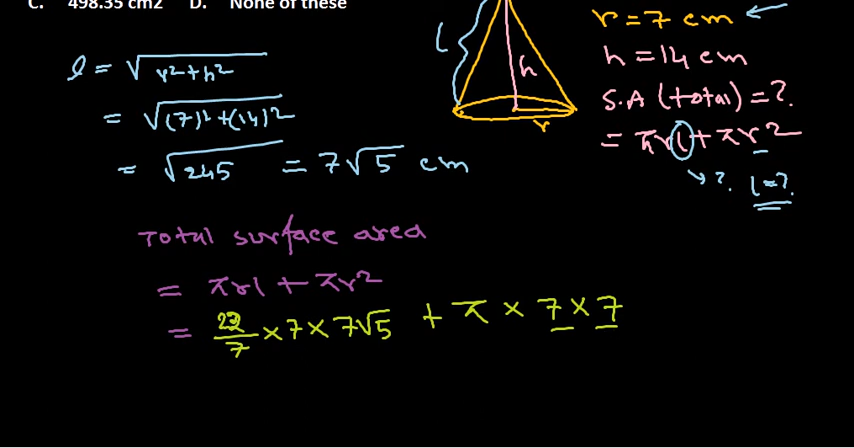 C. 498.35 cm2 D. None of these
r = 7 cm
h = 14 cm
S.A (total) = ?.
= πrl + πr2
→ ?. l = ?.
l
h
r
l = √r2+h2
= √(7)2+(14)2
= √245 = 7√5 cm
Total surface area
= πrl + πr2
= 22/7 × 7 × 7√5 + π × 7 × 7